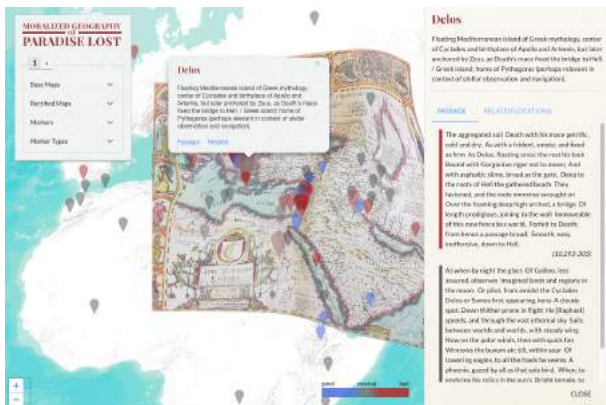 MORALIZED GEOGRAPHY
OF
PARADISE LOST
Base Maps
Rectified Maps
Markers
Marker Types
Delos
Floating Mediterranean island of Greek mythology, center
of Cyclades and birthplace of Apollo and
Artemis, but later anchored by Zeus, as Death's mace
fixed the bridge to Hell. / Greek island; home of
Pythagoras (perhaps relevant in context of stellar
observation and navigation).
Passage Related
good neutral bad
Delos
Floating Mediterranean island of Greek mythology, center
of Cyclades and birthplace of Apollo and Artemis, but later
anchored by Zeus, as Death's mace fixed the bridge to Hell.
/ Greek island; home of Pythagoras (perhaps relevant in
context of stellar observation and navigation).
PASSAGE RELATED LOCATIONS
The aggregated soil Death with his mace petrific,
cold and dry, As with a trident, smote; and fixed
as firm As Delos, floating once; the rest his look
Bound with Gorgonian rigor not to move; And
with asphaltic slime, broad as the gate, Deep to
the roots of Hell the gathered beach They
fastened, and the mole immense wrought on
Over the foaming deep high-arched, a bridge Of
length prodigious, joining to the wall Immoveable
of this now fenceless world, Forfeit to Death;
from hence a passage broad, Smooth, easy,
inoffensive, down to Hell.
(10.293-305)
As when by night the glass Of Galileo, less
assured, observes Imagined lands and regions in
the moon: Or pilot, from amidst the Cyclades
Delos or Samos first appearing, kens A cloudy
spot. Down thither prone in flight He [Raphael]
speeds, and through the vast ethereal sky Sails
between worlds and worlds, with steady wing
Now on the polar winds, then with quick fan
Winnows the buxom air; till, within soar Of
towering eagles, to all the fowls he seems A
phoenix, gazed by all as that sole bird, When, to
enshrine his relics in the sun's Bright temple, to
CLOSE
+
−